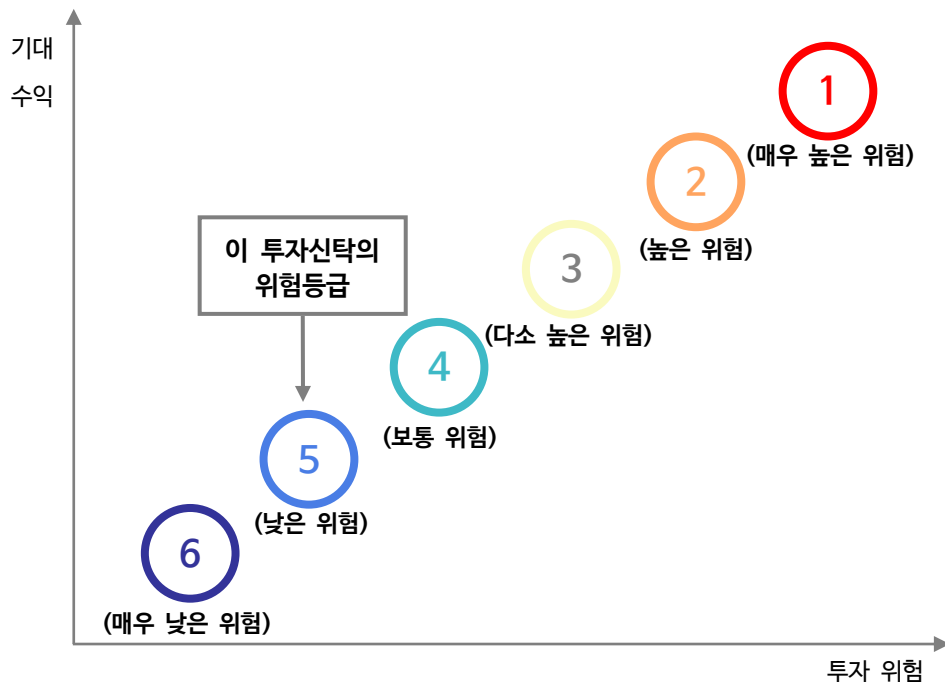 기대
수익
1
(매우 높은 위험)
2
(높은 위험)
이 투자신탁의
위험등급
3
(다소 높은 위험)
4
(보통 위험)
5
(낮은 위험)
6
(매우 낮은 위험)
투자 위험